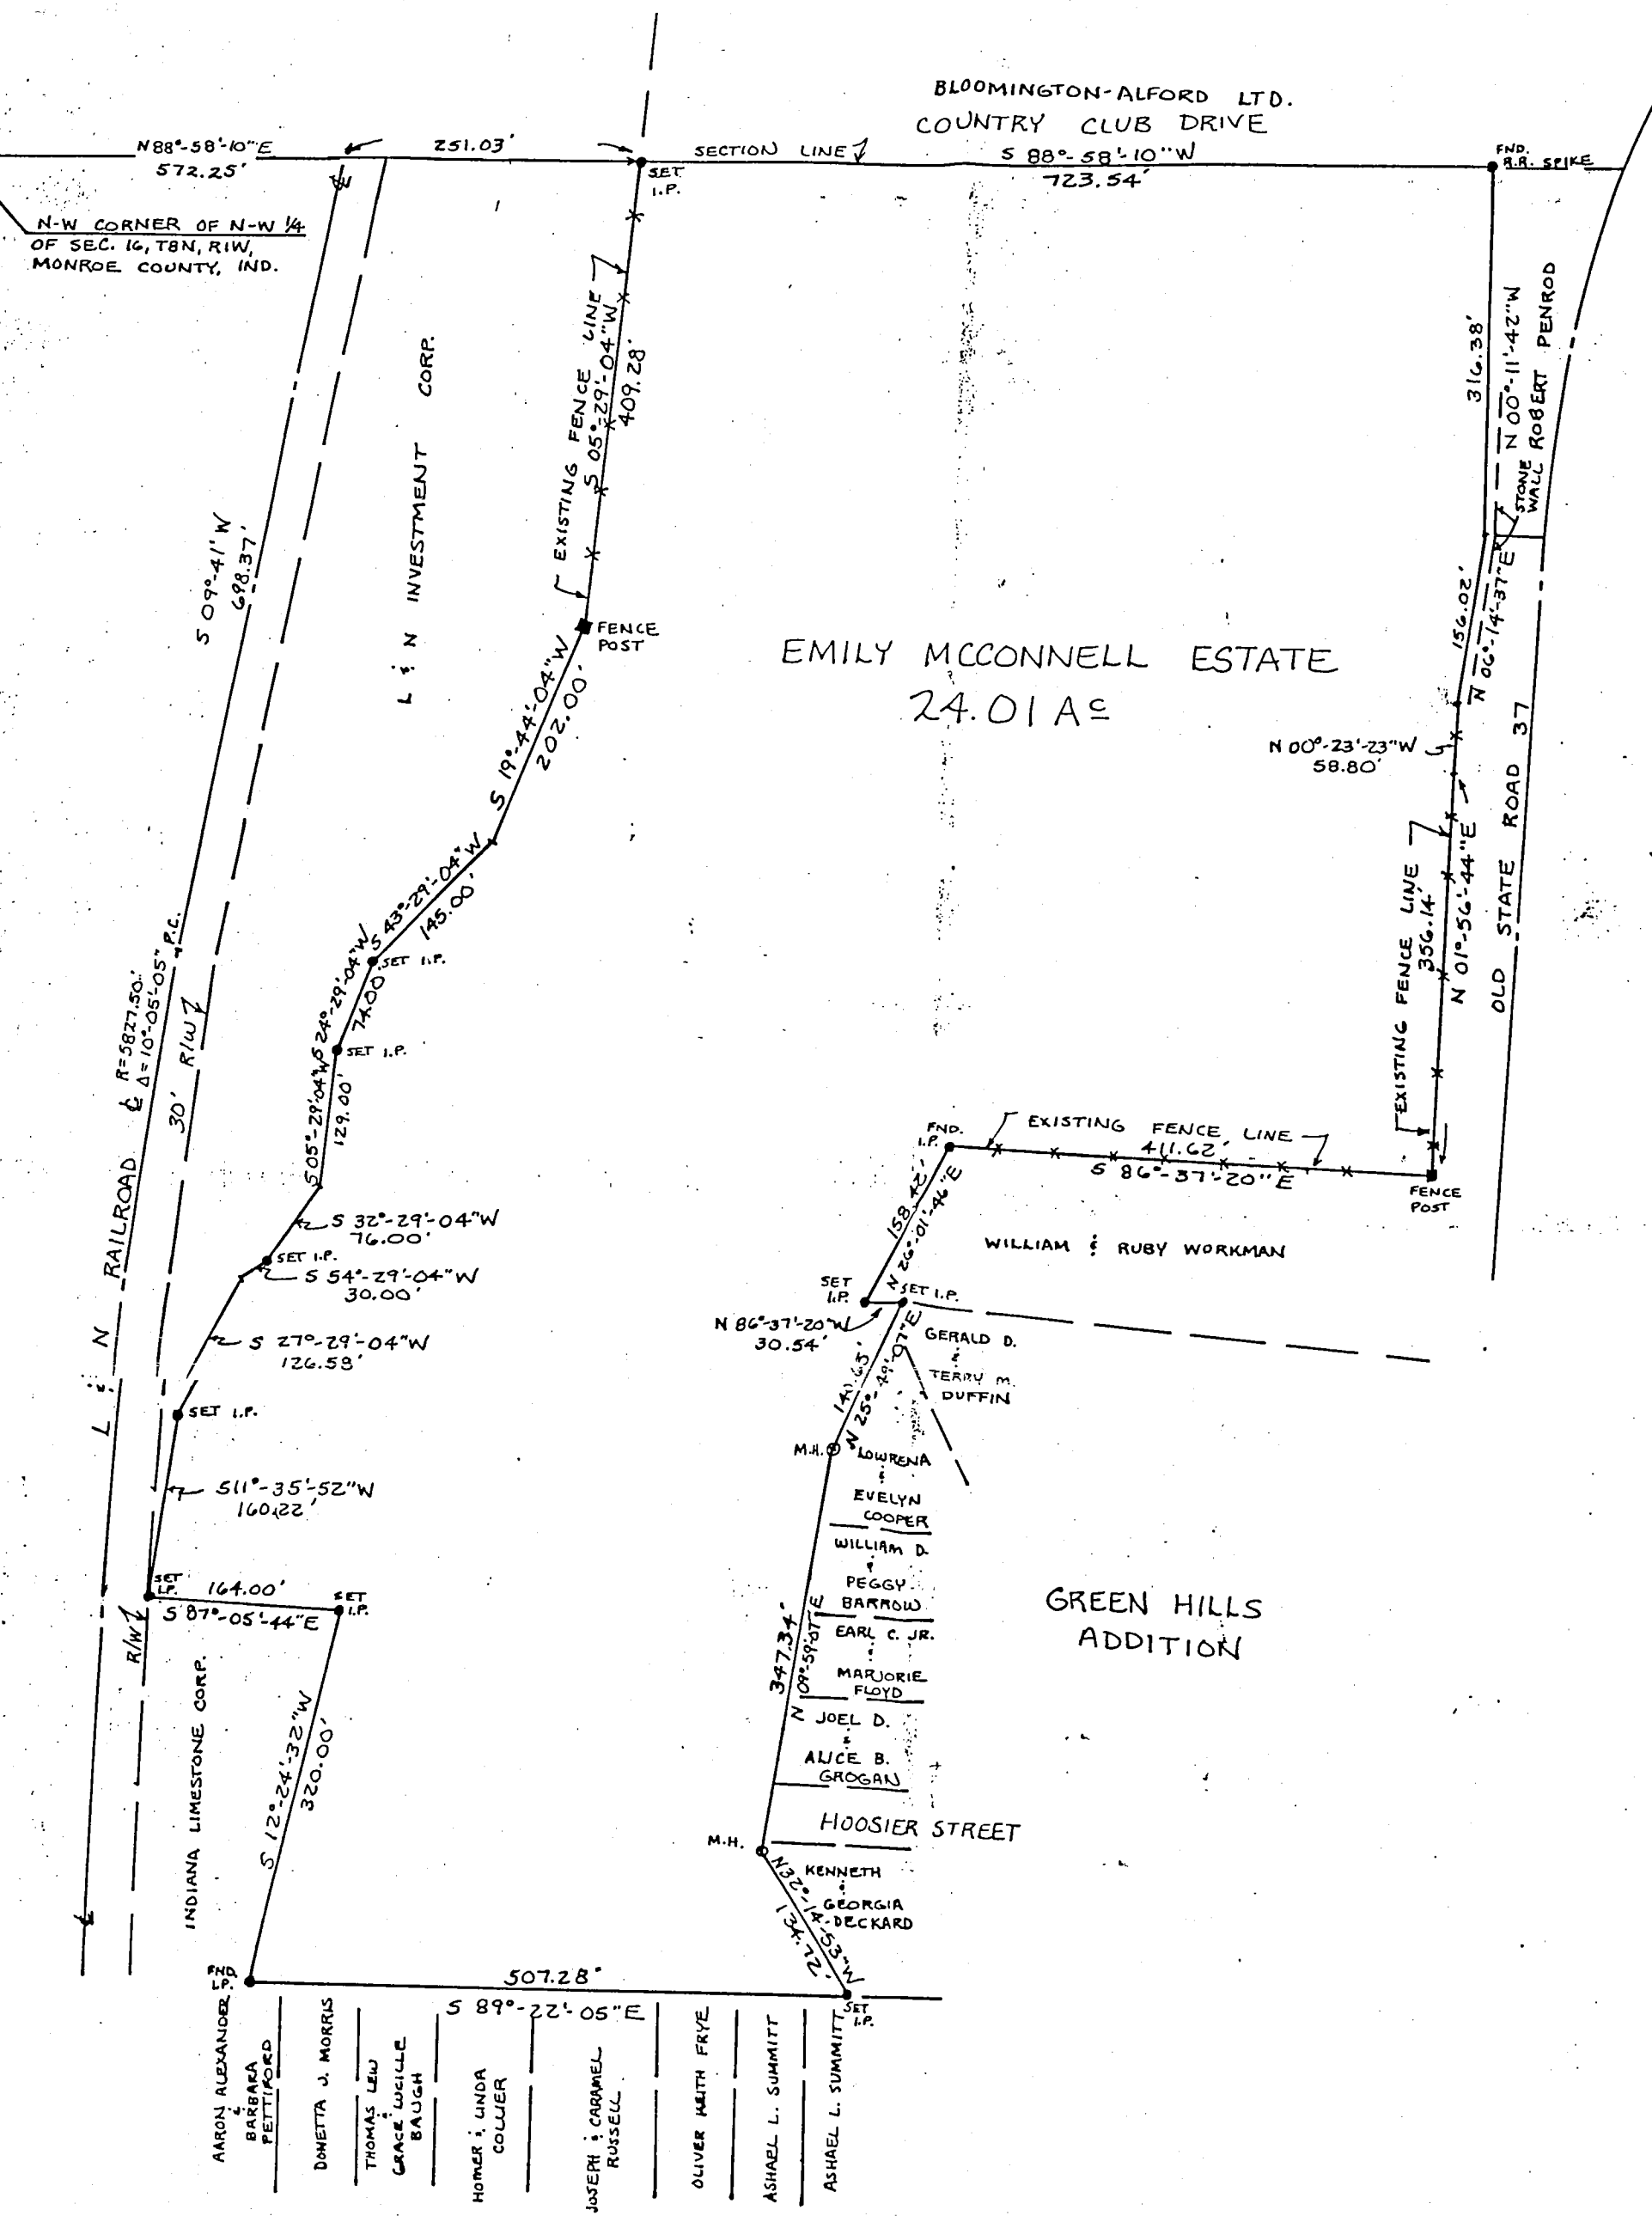 BLOOMINGTON-ALFORD LTD.
COUNTRY CLUB DRIVE
N88°-58'-10"E
572.25'
251.03'
SECTION LINE
S 88°-58'-10"W
723.54'
FND.
R.R. SPIKE
SET
I.P.
N-W CORNER OF N-W 1/4
OF SEC. 16, T8N, R1W,
MONROE COUNTY, IND.
L & N INVESTMENT CORP.
EXISTING FENCE LINE
S 05°-29'-04"W
409.28'
316.38'
N 00°-11'-42"W
ROBERT PENROD
STONE
WALL
S 09°-41' W
698.37'
FENCE
POST
EMILY MCCONNELL ESTATE
24.01 Ac
156.02'
N 06°-14'-37"E
N 00°-23'-23"W
58.80'
OLD STATE ROAD 37
S 19°-44'-04"W
202.00'
S 43°-29'-04"W
145.00'
SET I.P.
S 24°-29'-04"W
74.00'
SET I.P.
S 05°-29'-04"W
129.00'
P.C.
R=5827.50'
Δ=10°-05'-05"
30' R/W
L & N RAILROAD
EXISTING FENCE LINE
356.14'
N 01°-56'-44"E
FND.
I.P.
EXISTING FENCE LINE
411.62
S 86°-37'-20"E
FENCE
POST
S 32°-29'-04"W
76.00'
SET I.P.
S 54°-29'-04"W
30.00'
158.42'
N 26°-01'-46"E
WILLIAM & RUBY WORKMAN
SET
I.P.
SET I.P.
N 86°-37'-20"W
30.54'
S 27°-29'-04"W
126.58'
GERALD D.
&
TERRY M.
DUFFIN
SET I.P.
N 25°-49'-07"E
M.H.
LOWRENA
&
EVELYN
COOPER
S11°-35'-52"W
160.22'
WILLIAM D.
&
PEGGY
BARROW
SET
I.P.
164.00'
S 87°-05'-44"E
SET
I.P.
R/W
EARL C. JR.
&
MARJORIE
FLOYD
347.34'
N 09°-59'-07"E
GREEN HILLS
ADDITION
JOEL D.
&
ALICE B.
GROGAN
INDIANA LIMESTONE CORP.
S 12°-24'-32"W
320.00'
HOOSIER STREET
M.H.
KENNETH
&
GEORGIA
DECKARD
N32°-14'-53"W
134.72'
FND.
I.P.
507.28'
S 89°-22'-05"E
SET
I.P.
AARON ALEXANDER
&
BARBARA
PETTIFORD
DONETTA J. MORRIS
THOMAS LEW
&
GRACE LUCILLE
BAUGH
HOMER & LINDA
COLLIER
JOSEPH & CARAMEL
RUSSELL
OLIVER KEITH FRYE
ASHAEL L. SUMMITT
ASHAEL L. SUMMITT